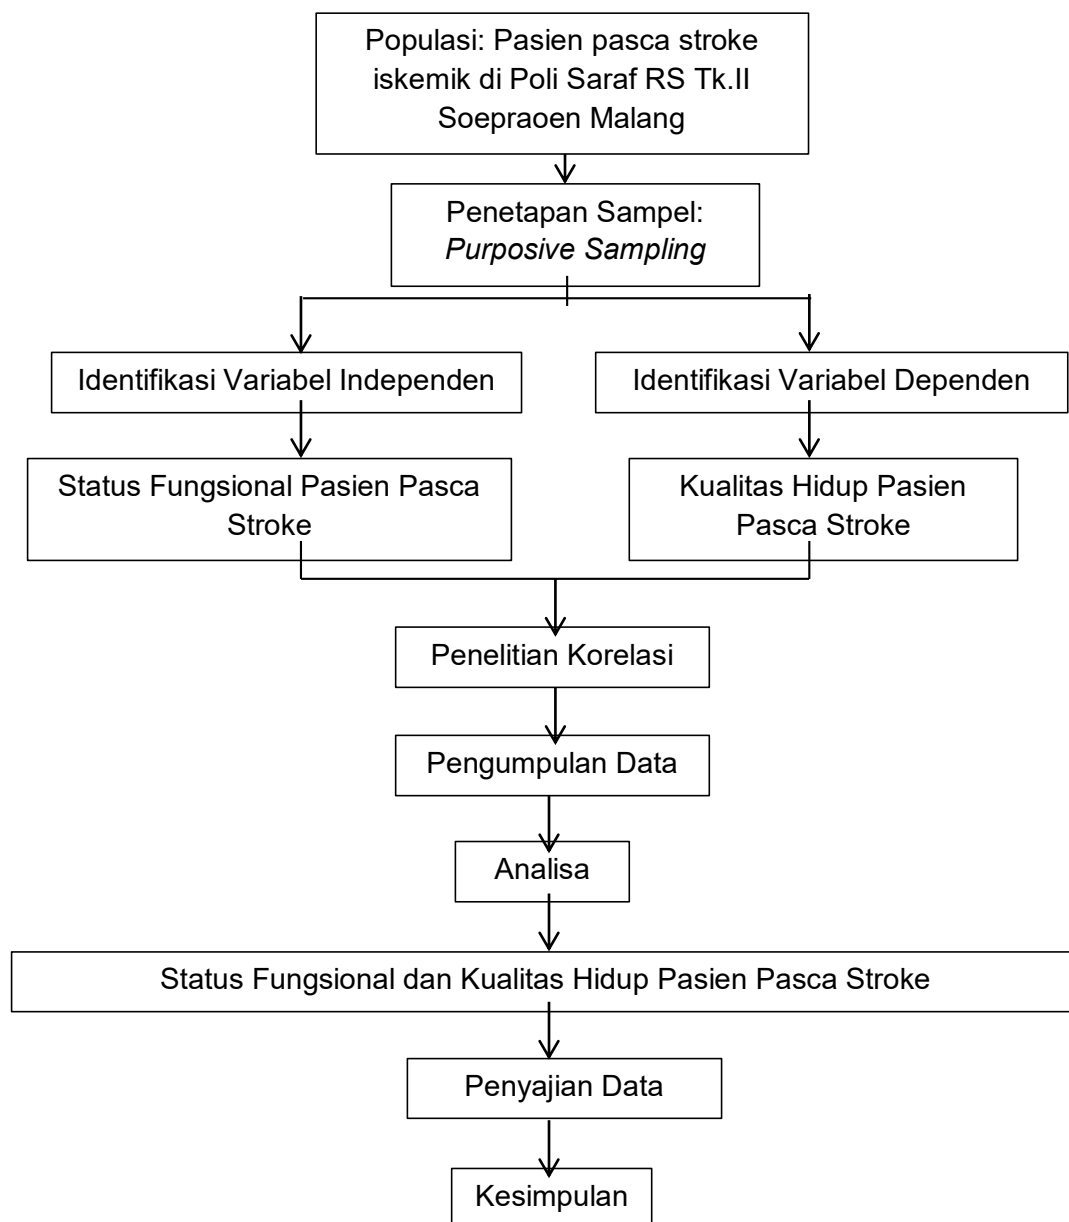 Populasi: Pasien pasca stroke
iskemik di Poli Saraf RS Tk.II
Soepraoen Malang
Penetapan Sampel:
Purposive Sampling
Identifikasi Variabel Independen
Identifikasi Variabel Dependen
Status Fungsional Pasien Pasca
Stroke
Kualitas Hidup Pasien
Pasca Stroke
Penelitian Korelasi
Pengumpulan Data
Analisa
Status Fungsional dan Kualitas Hidup Pasien Pasca Stroke
Penyajian Data
Kesimpulan